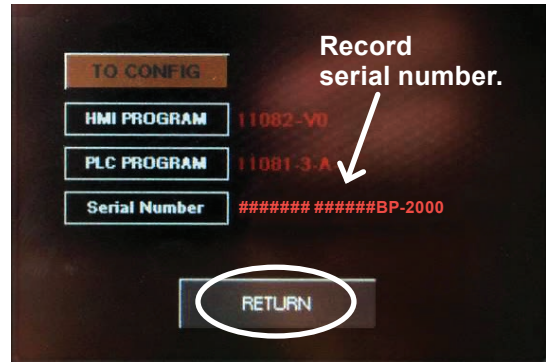 Record
serial number.
TO CONFIG
HMI PROGRAM 11082-V0
PLC PROGRAM 11081-3-A
Serial Number ####### ######BP-2000
RETURN